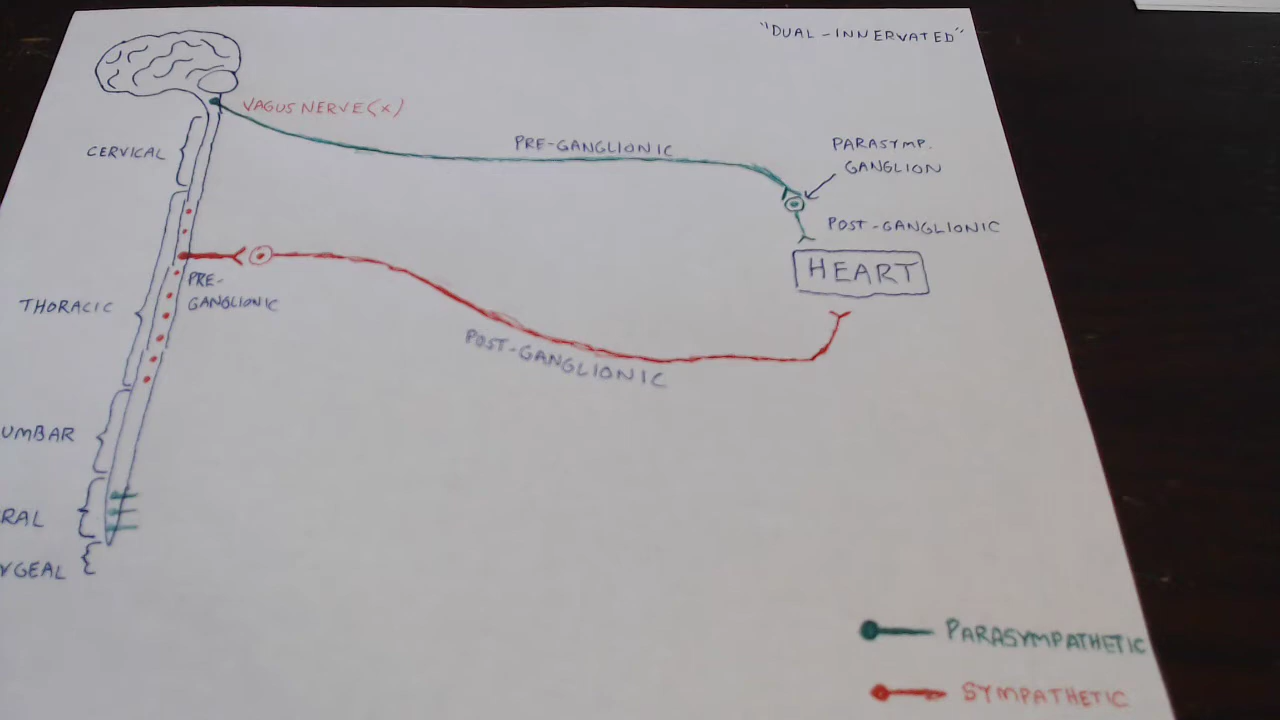 "DUAL-INNERVATED"
VAGUS NERVE (X)
CERVICAL
PRE-GANGLIONIC
PARASYMP.
GANGLION
POST-GANGLIONIC
HEART
PRE-
GANGLIONIC
THORACIC
POST-GANGLIONIC
UMBAR
RAL
YGEAL
PARASYMPATHETIC
SYMPATHETIC